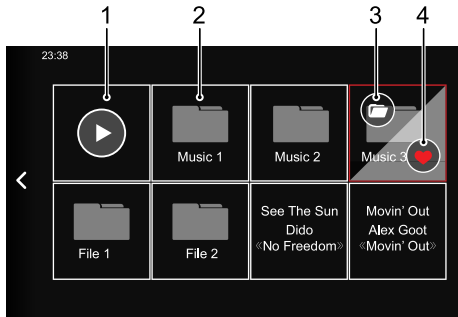 1 2 3 4
23:38
Music 1 Music 2 Music 3
See The Sun Movin' Out
Dido Alex Goot
File 1 File 2 «No Freedom» «Movin' Out»